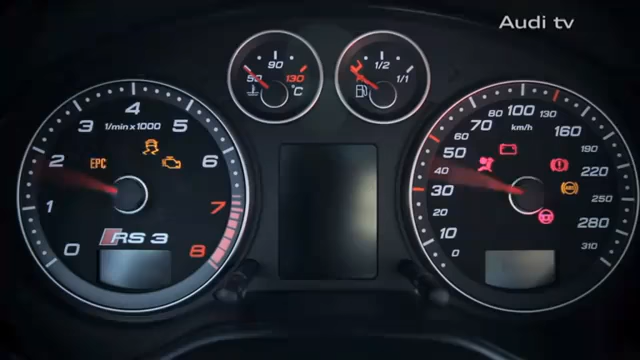 Audi tv
50 90 130 °C
1/2 1/1
0 1 2 3 4 5 6 7 8
1/min x 1000
EPC
RS 3
0 10 20 30 40 50 60 70 80 100 130 160 190 220 250 280 310
km/h
ABS